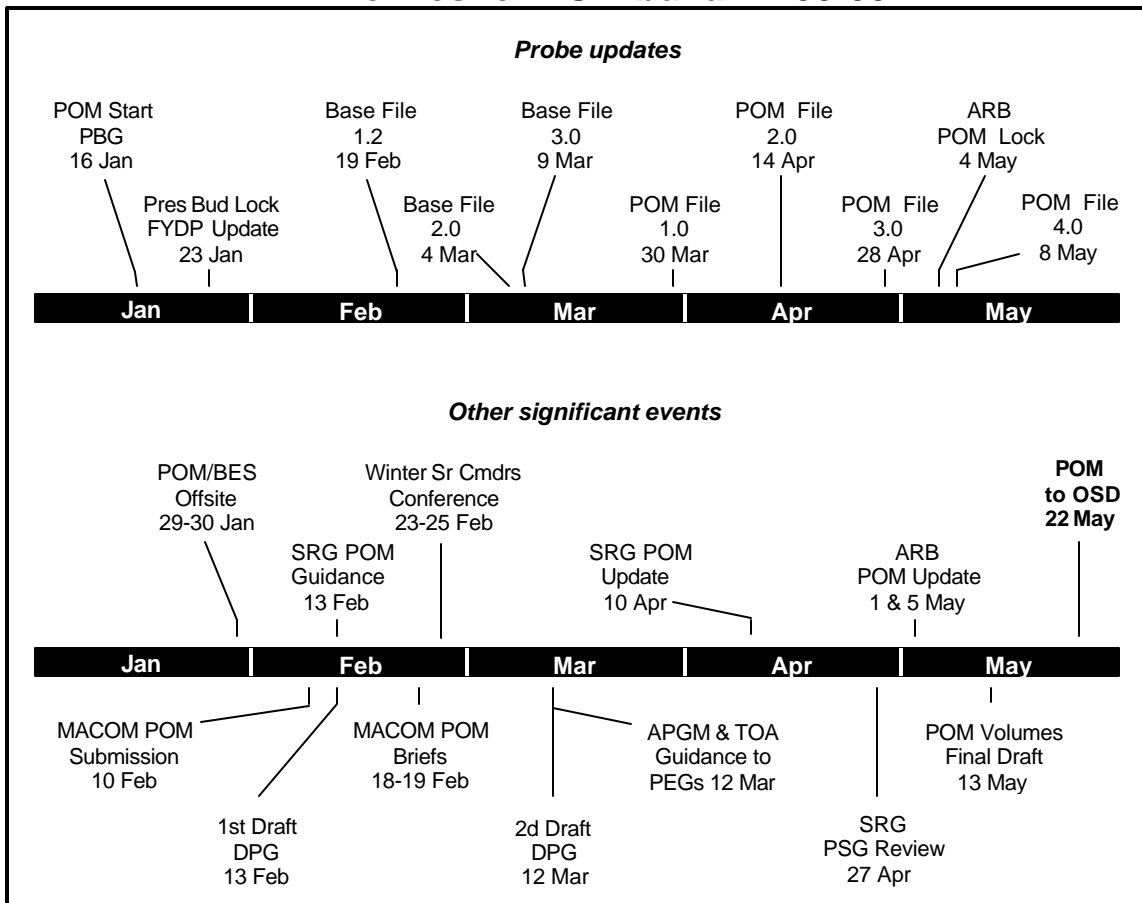 Probe updates
POM Start
PBG
16 Jan
Base File
1.2
19 Feb
Base File
3.0
9 Mar
POM File
2.0
14 Apr
ARB
POM Lock
4 May
Pres Bud Lock
FYDP Update
23 Jan
Base File
2.0
4 Mar
POM File
1.0
30 Mar
POM File
3.0
28 Apr
POM File
4.0
8 May
Jan Feb Mar Apr May
Other significant events
POM/BES
Offsite
29-30 Jan
Winter Sr Cmdrs
Conference
23-25 Feb
POM
to OSD
22 May
SRG POM
Guidance
13 Feb
SRG POM
Update
10 Apr
ARB
POM Update
1 & 5 May
Jan Feb Mar Apr May
MACOM POM
Submission
10 Feb
MACOM POM
Briefs
18-19 Feb
APGM & TOA
Guidance to
PEGs 12 Mar
POM Volumes
Final Draft
13 May
1st Draft
DPG
13 Feb
2d Draft
DPG
12 Mar
SRG
PSG Review
27 Apr